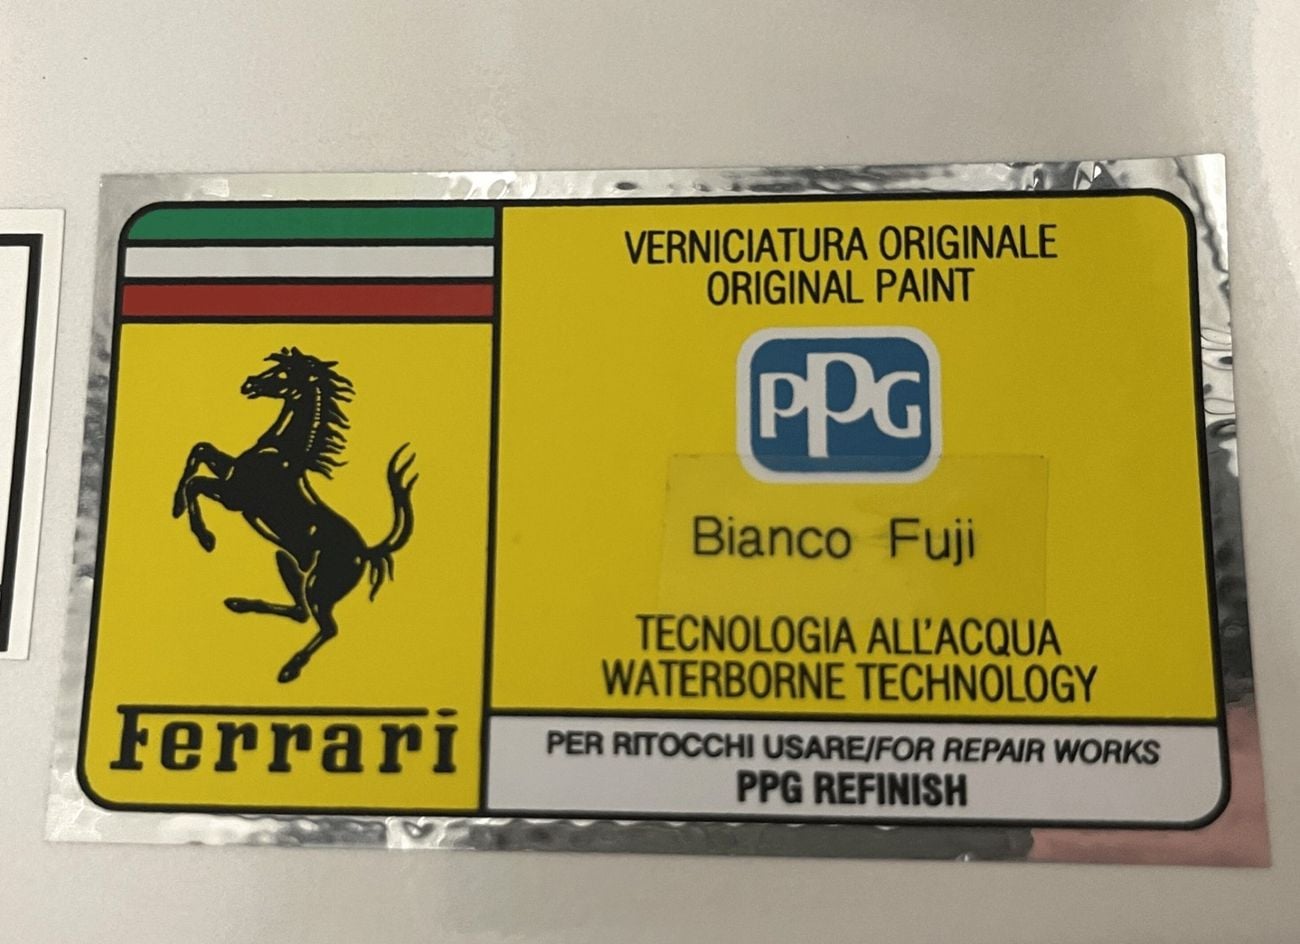 VERNICIATURA ORIGINALE
ORIGINAL PAINT
PPG
Bianco Fuji
TECNOLOGIA ALL'ACQUA
WATERBORNE TECHNOLOGY
Ferrari
PER RITOCCHI USARE/FOR REPAIR WORKS
PPG REFINISH